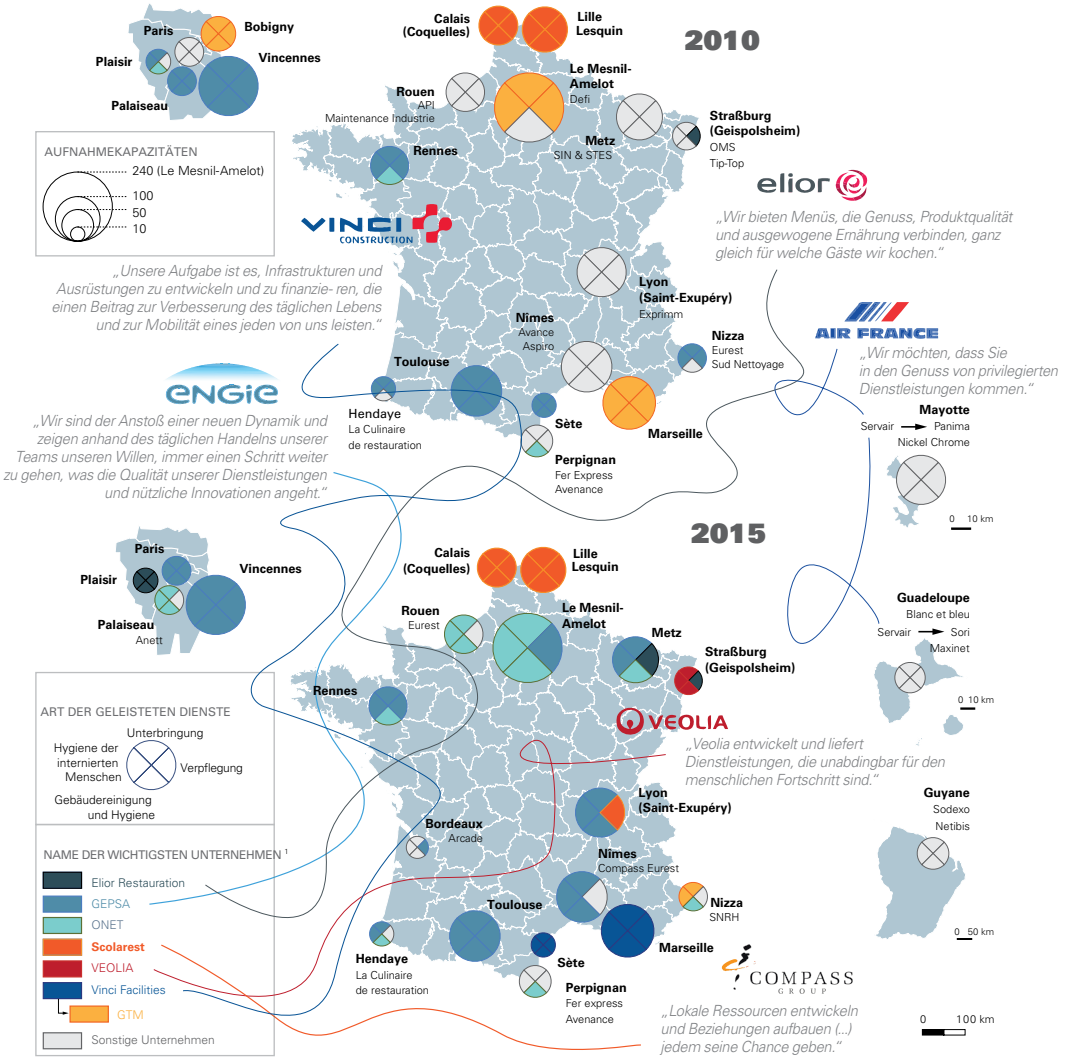 2010
Paris
Bobigny
Plaisir
Vincennes
Palaiseau
AUFNAHMEKAPAZITÄTEN
240 (Le Mesnil-Amelot)
100
50
10
Calais
(Coquelles)
Lille
Lesquin
Le Mesnil-
Amelot
Defi
Rouen
API
Maintenance Industrie
Metz
SIN & STES
Straßburg
(Geispolsheim)
OMS
Tip-Top
Rennes
VINCI
CONSTRUCTION
„Unsere Aufgabe ist es, Infrastrukturen und
Ausrüstungen zu entwickeln und zu finanzie- ren, die
einen Beitrag zur Verbesserung des täglichen Lebens
und zur Mobilität eines jeden von uns leisten.“
elior
„Wir bieten Menüs, die Genuss, Produktqualität
und ausgewogene Ernährung verbinden, ganz
gleich für welche Gäste wir kochen.“
Lyon
(Saint-Exupéry)
Exprimm
Nîmes
Avance
Aspiro
Nizza
Eurest
Sud Nettoyage
AIR FRANCE
„Wir möchten, dass Sie
in den Genuss von privilegierten
Dienstleistungen kommen.“
Toulouse
Hendaye
La Culinaire
de restauration
Sète
Marseille
Perpignan
Fer Express
Avenance
ENGIE
„Wir sind der Anstoß einer neuen Dynamik und
zeigen anhand des täglichen Handelns unserer
Teams unseren Willen, immer einen Schritt weiter
zu gehen, was die Qualität unserer Dienstleistungen
und nützliche Innovationen angeht.“
Mayotte
Servair Panima
Nickel Chrome
0 10 km
2015
Paris
Plaisir
Vincennes
Palaiseau
Anett
Calais
(Coquelles)
Lille
Lesquin
Rouen
Eurest
Le Mesnil-
Amelot
Metz
Straßburg
(Geispolsheim)
Rennes
Guadeloupe
Blanc et bleu
Servair Sori
Maxinet
0 10 km
ART DER GELEISTETEN DIENSTE
Unterbringung
Hygiene der
internierten
Menschen
Verpflegung
Gebäudereinigung
und Hygiene
VEOLIA
„Veolia entwickelt und liefert
Dienstleistungen, die unabdingbar für den
menschlichen Fortschritt sind.“
Lyon
(Saint-Exupéry)
Bordeaux
Arcade
Nîmes
Compass Eurest
Guyane
Sodexo
Netibis
0 50 km
NAME DER WICHTIGSTEN UNTERNEHMEN ¹
Elior Restauration
GEPSA
ONET
Scolarest
VEOLIA
Vinci Facilities
GTM
Sonstige Unternehmen
Toulouse
Nizza
SNRH
Hendaye
La Culinaire
de restauration
Sète
Marseille
Perpignan
Fer express
Avenance
COMPASS
GROUP
„Lokale Ressourcen entwickeln
und Beziehungen aufbauen (...)
jedem seine Chance geben.“
0 100 km